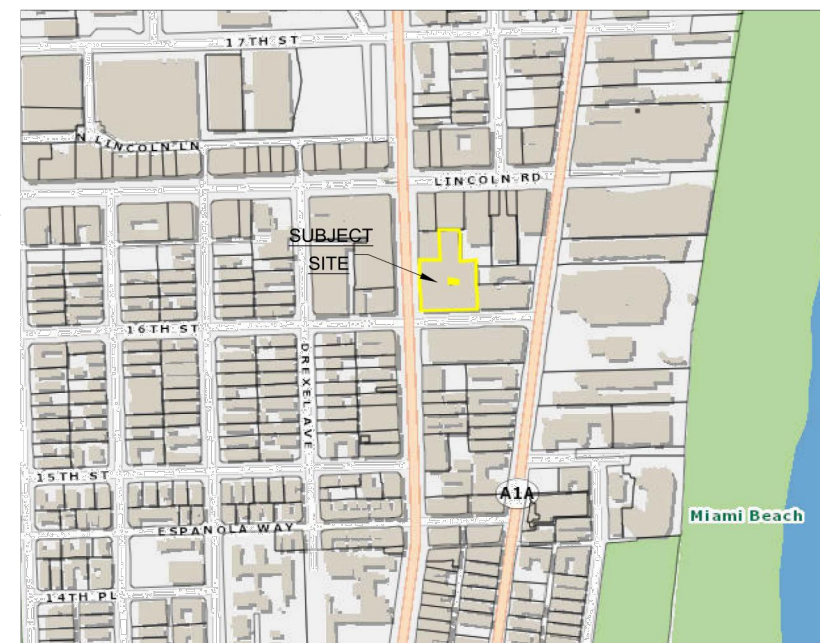 17TH ST
N LINCOLN LN
LINCOLN RD
SUBJECT
SITE
16TH ST
DREXEL AVE
15TH ST
A1A
Miami Beach
ESPANOLA WAY
14TH PL